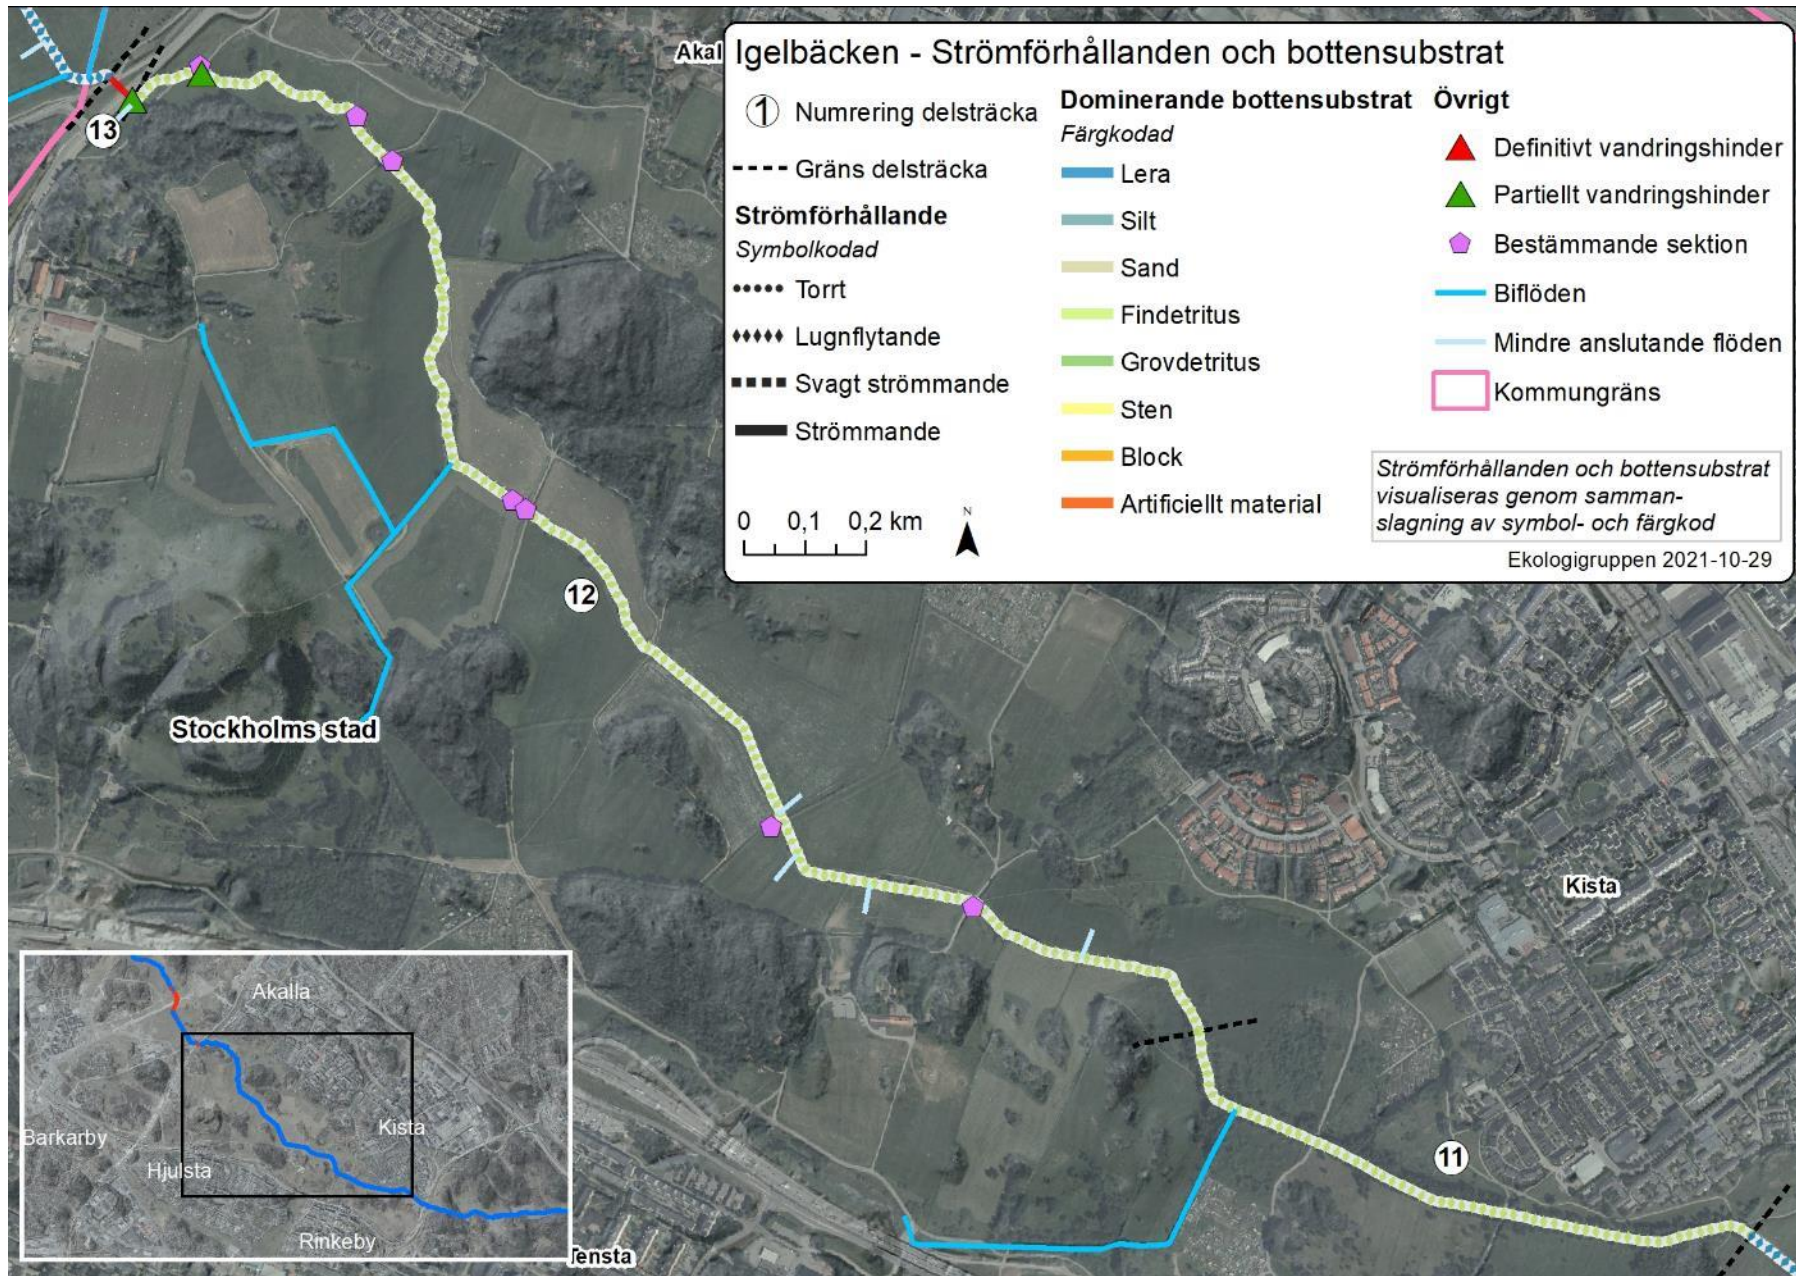 Akal
Igelbäcken - Strömförhållanden och bottensubstrat
1 Numrering delsträcka
Gräns delsträcka
Strömförhållande
Symbolkodad
Torrt
Lugnflytande
Svagt strömmande
Strömmande
0 0,1 0,2 km
N
Dominerande bottensubstrat
Färgkodad
Lera
Silt
Sand
Findetritus
Grovdetritus
Sten
Block
Artificiellt material
Övrigt
Definitivt vandringshinder
Partiellt vandringshinder
Bestämmande sektion
Biflöden
Mindre anslutande flöden
Kommungräns
Strömförhållanden och bottensubstrat
visualiseras genom samman-
slagning av symbol- och färgkod
Ekologigruppen 2021-10-29
13
12
Stockholms stad
Kista
11
Akalla
Kista
Barkarby
Hjulsta
Rinkeby
Tensta